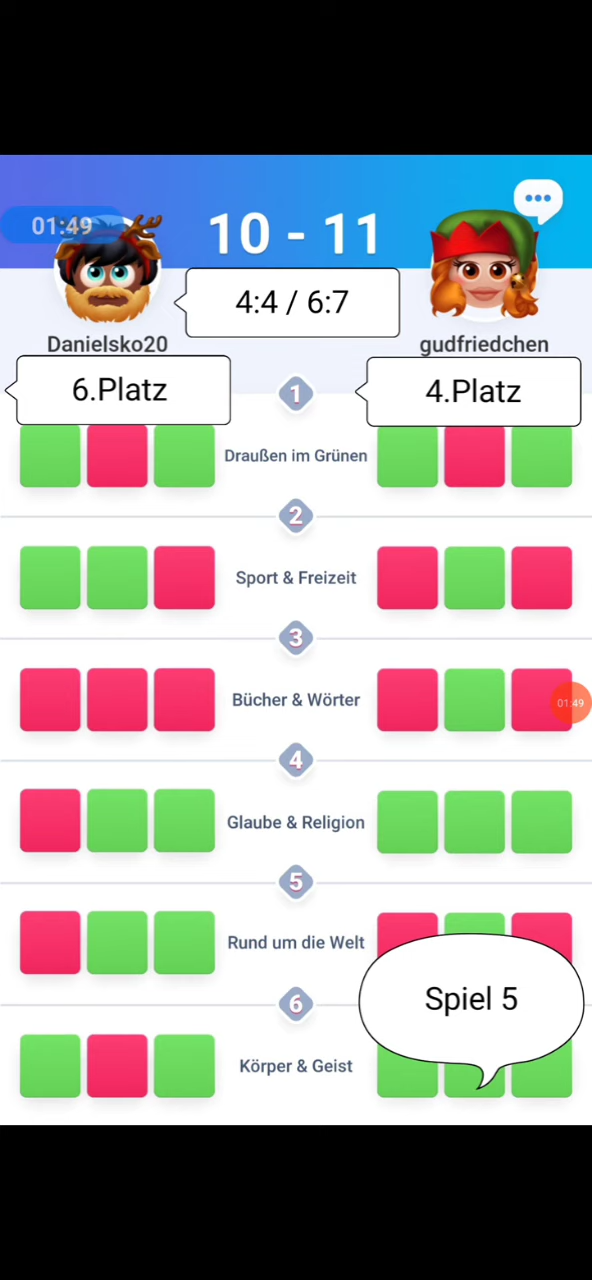 01:49
10 - 11
4:4 / 6:7
Danielsko20
gudfriedchen
6.Platz
1
4.Platz
Draußen im Grünen
2
Sport & Freizeit
3
Bücher & Wörter
01:49
4
Glaube & Religion
5
Rund um die Welt
Spiel 5
6
Körper & Geist